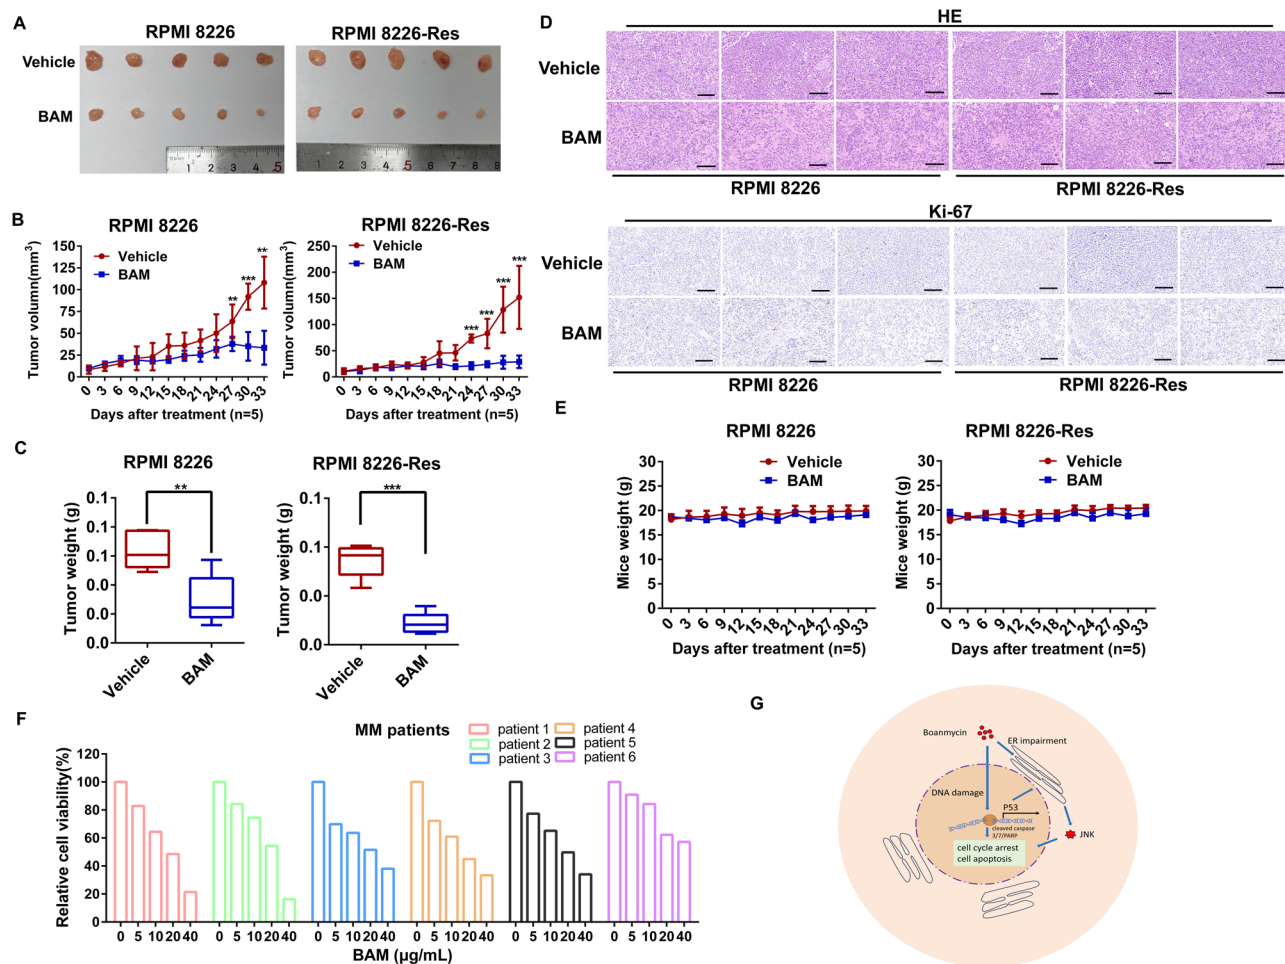 A
RPMI 8226
RPMI 8226-Res
Vehicle
BAM
1 2 3 4 5
1 2 3 4 5 6 7 8 9
B
RPMI 8226
Tumor volumn(mm3)
150
125
100
75
50
25
0
Vehicle
BAM
**
***
**
0 3 6 9 12 15 18 21 24 27 30 33
Days after treatment (n=5)
RPMI 8226-Res
Tumor volumn(mm3)
250
200
150
100
50
0
Vehicle
BAM
***
***
***
***
0 3 6 9 12 15 18 21 24 27 30 33
Days after treatment (n=5)
C
RPMI 8226
Tumor weight (g)
0.1
0.1
0.1
0.0
0.0
0.0
**
Vehicle
BAM
RPMI 8226-Res
Tumor weight (g)
0.1
0.1
0.0
0.0
***
Vehicle
BAM
D
HE
Vehicle
BAM
RPMI 8226
RPMI 8226-Res
Ki-67
Vehicle
BAM
RPMI 8226
RPMI 8226-Res
E
RPMI 8226
Mice weight (g)
30
25
20
15
10
5
0
Vehicle
BAM
0 3 6 9 12 15 18 21 24 27 30 33
Days after treatment (n=5)
RPMI 8226-Res
Mice weight (g)
30
25
20
15
10
5
0
Vehicle
BAM
0 3 6 9 12 15 18 21 24 27 30 33
Days after treatment (n=5)
F
MM patients
patient 1
patient 2
patient 3
patient 4
patient 5
patient 6
Relative cell viability(%)
120
100
80
60
40
20
0
0 5 10 20 40 0 5 10 20 40 0 5 10 20 40 0 5 10 20 40 0 5 10 20 40 0 5 10 20 40
BAM (μg/mL)
G
Boanmycin
ER impairment
DNA damage
P53
cleaved caspase
3/7/PARP
JNK
cell cycle arrest
cell apoptosis